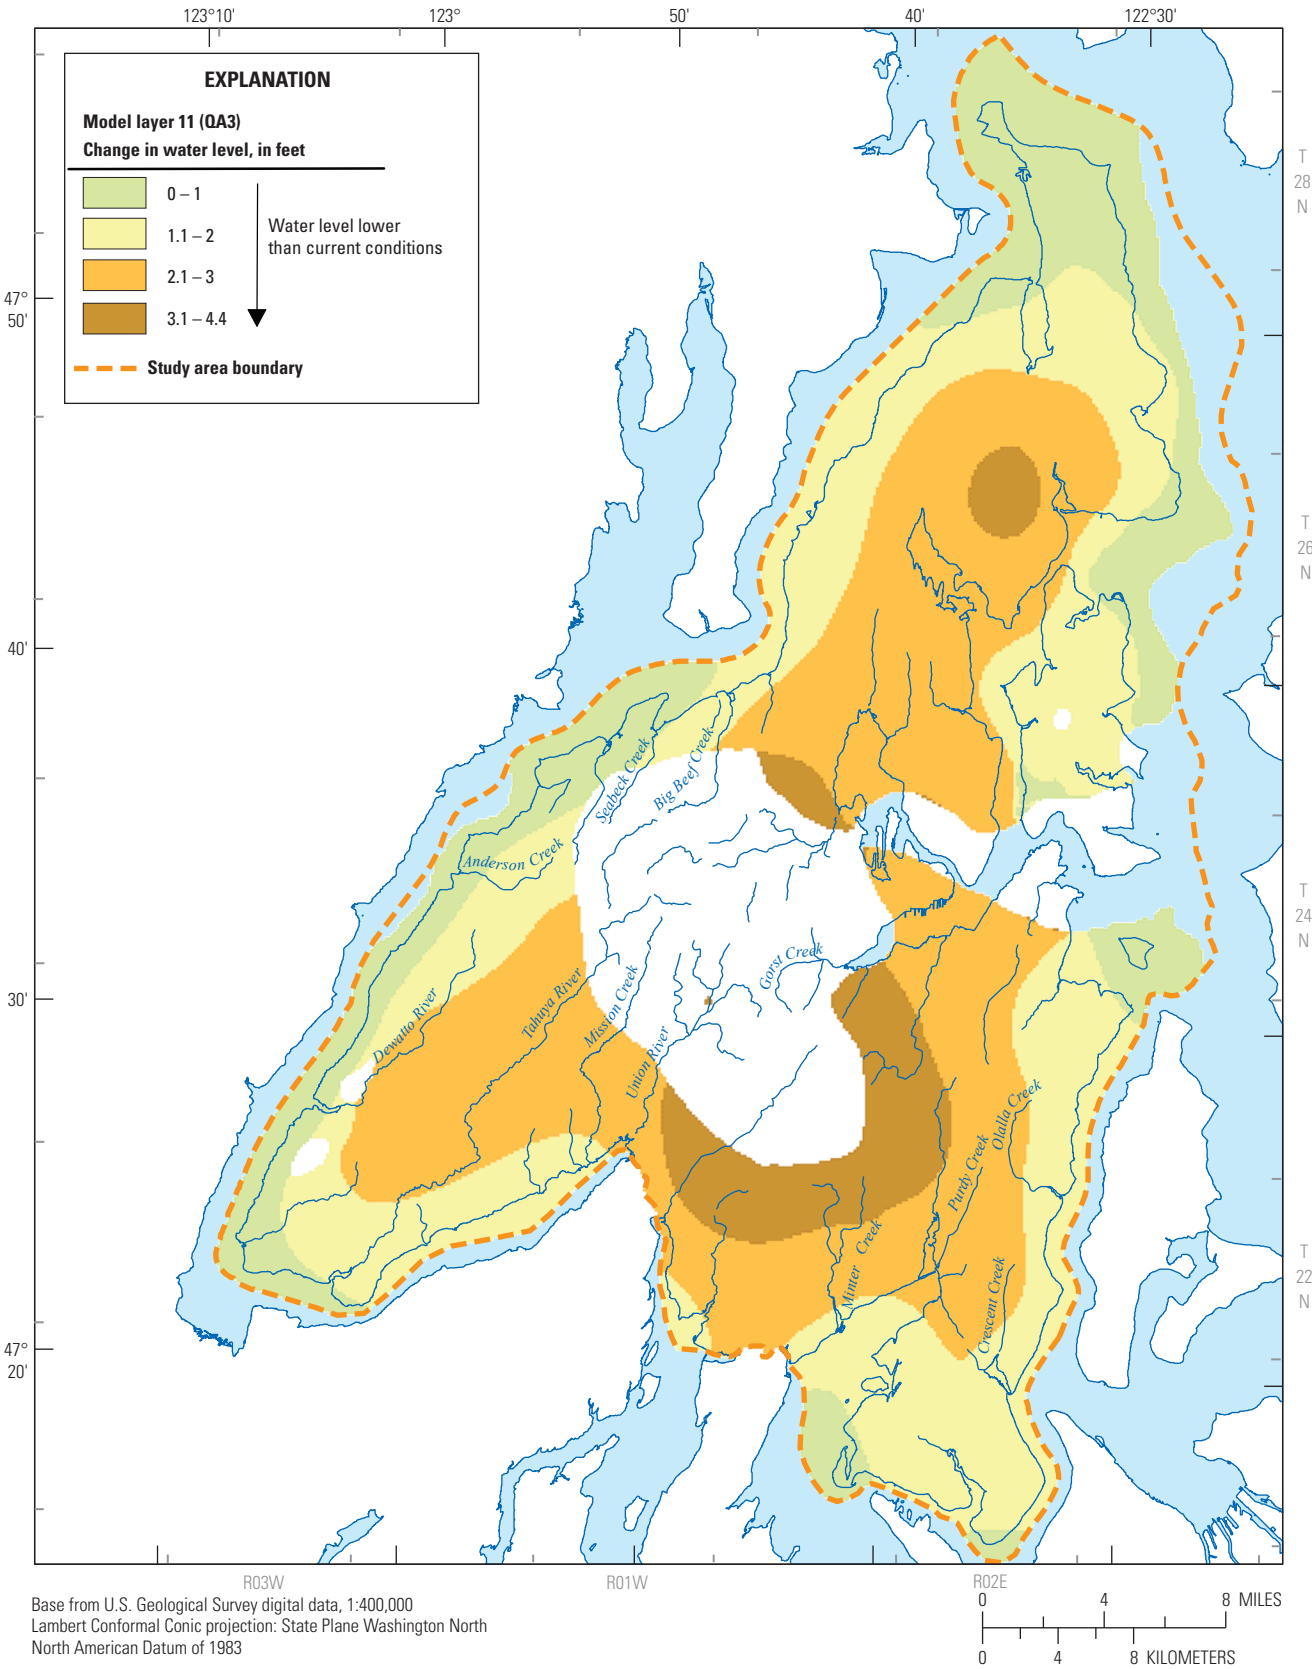 123°10'
123°
50'
40'
122°30'
EXPLANATION
Model layer 11 (QA3)
Change in water level, in feet
0 – 1
1.1 – 2
2.1 – 3
3.1 – 4.4
Water level lower
than current conditions
Study area boundary
T
28
N
47°
50'
T
26
N
40'
Seabeck Creek
Big Beef Creek
Anderson Creek
T
24
N
Gorst Creek
30'
Dewatto River
Tahuya River
Mission Creek
Union River
Olalla Creek
Purdy Creek
Minter Creek
Crescent Creek
T
22
N
47°
20'
R03W
R01W
R02E
0 4 8 MILES
0 4 8 KILOMETERS
Base from U.S. Geological Survey digital data, 1:400,000
Lambert Conformal Conic projection: State Plane Washington North
North American Datum of 1983